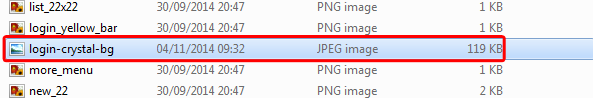 list_22x22 30/09/2014 20:47 PNG image 1 KB
login_yellow_bar 30/09/2014 20:47 PNG image 1 KB
login-crystal-bg 04/11/2014 09:32 JPEG image 119 KB
more_menu 30/09/2014 20:47 PNG image 1 KB
new_22 30/09/2014 20:47 PNG image 2 KB